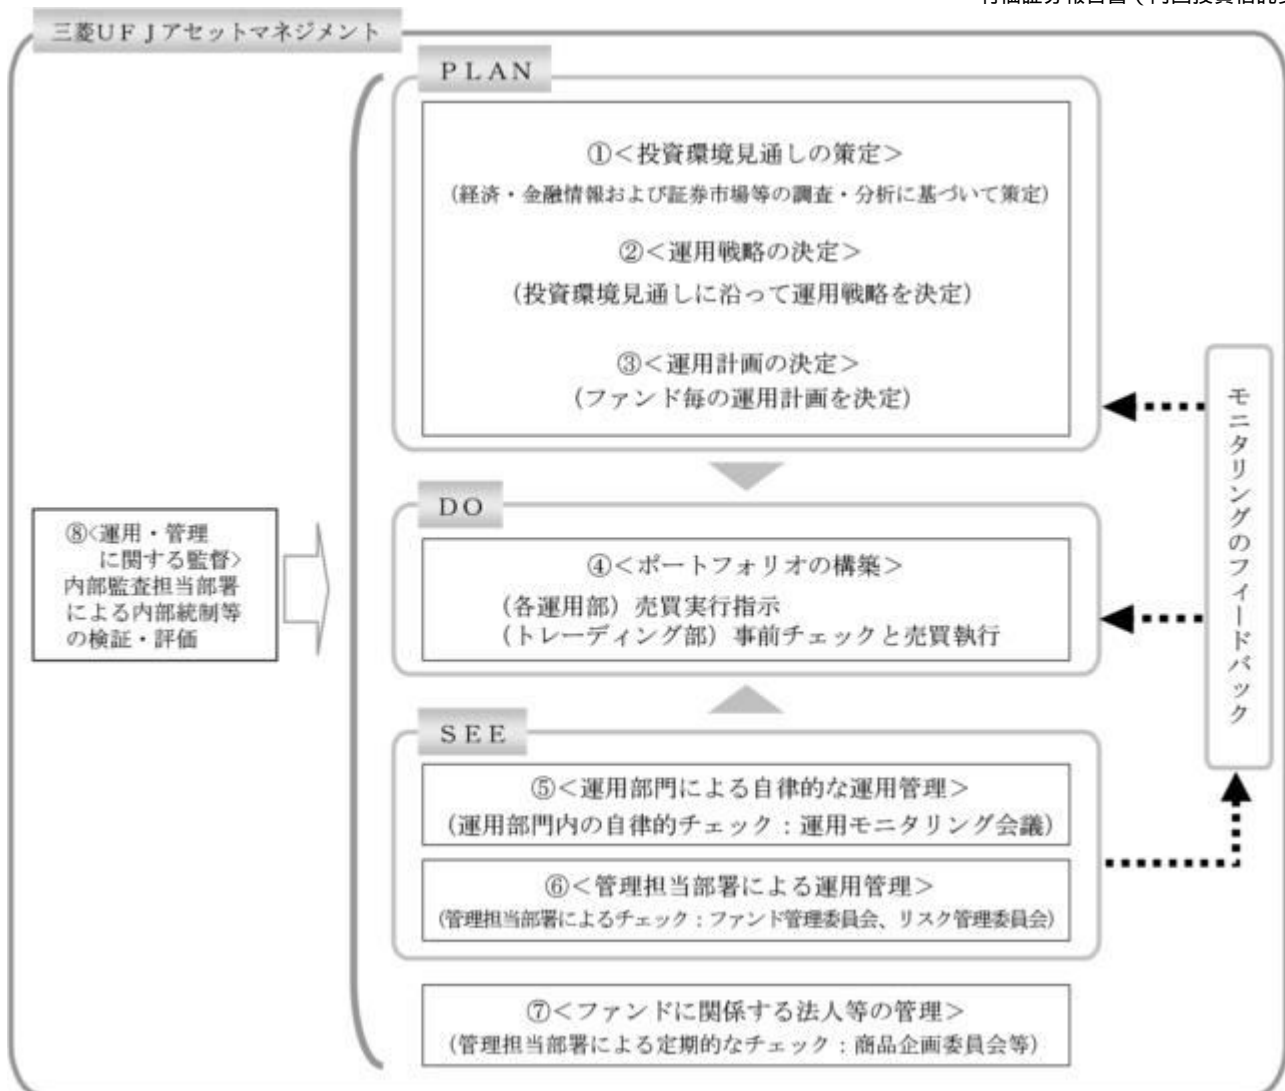 三菱UFJアセットマネジメント
PLAN
①<投資環境見通しの策定>
(経済・金融情報および証券市場等の調査・分析に基づいて策定)
②<運用戦略の決定>
(投資環境見通しに沿って運用戦略を決定)
③<運用計画の決定>
(ファンド毎の運用計画を決定)
DO
④<ポートフォリオの構築>
(各運用部)売買実行指示
(トレーディング部)事前チェックと売買執行
SEE
⑤<運用部門による自律的な運用管理>
(運用部門内の自律的チェック:運用モニタリング会議)
⑥<管理担当部署による運用管理>
(管理担当部署によるチェック:ファンド管理委員会、リスク管理委員会)
⑦<ファンドに関係する法人等の管理>
(管理担当部署による定期的なチェック:商品企画委員会等)
⑧<運用・管理
に関する監督>
内部監査担当部署
による内部統制等
の検証・評価
モニタリングのフィードバック